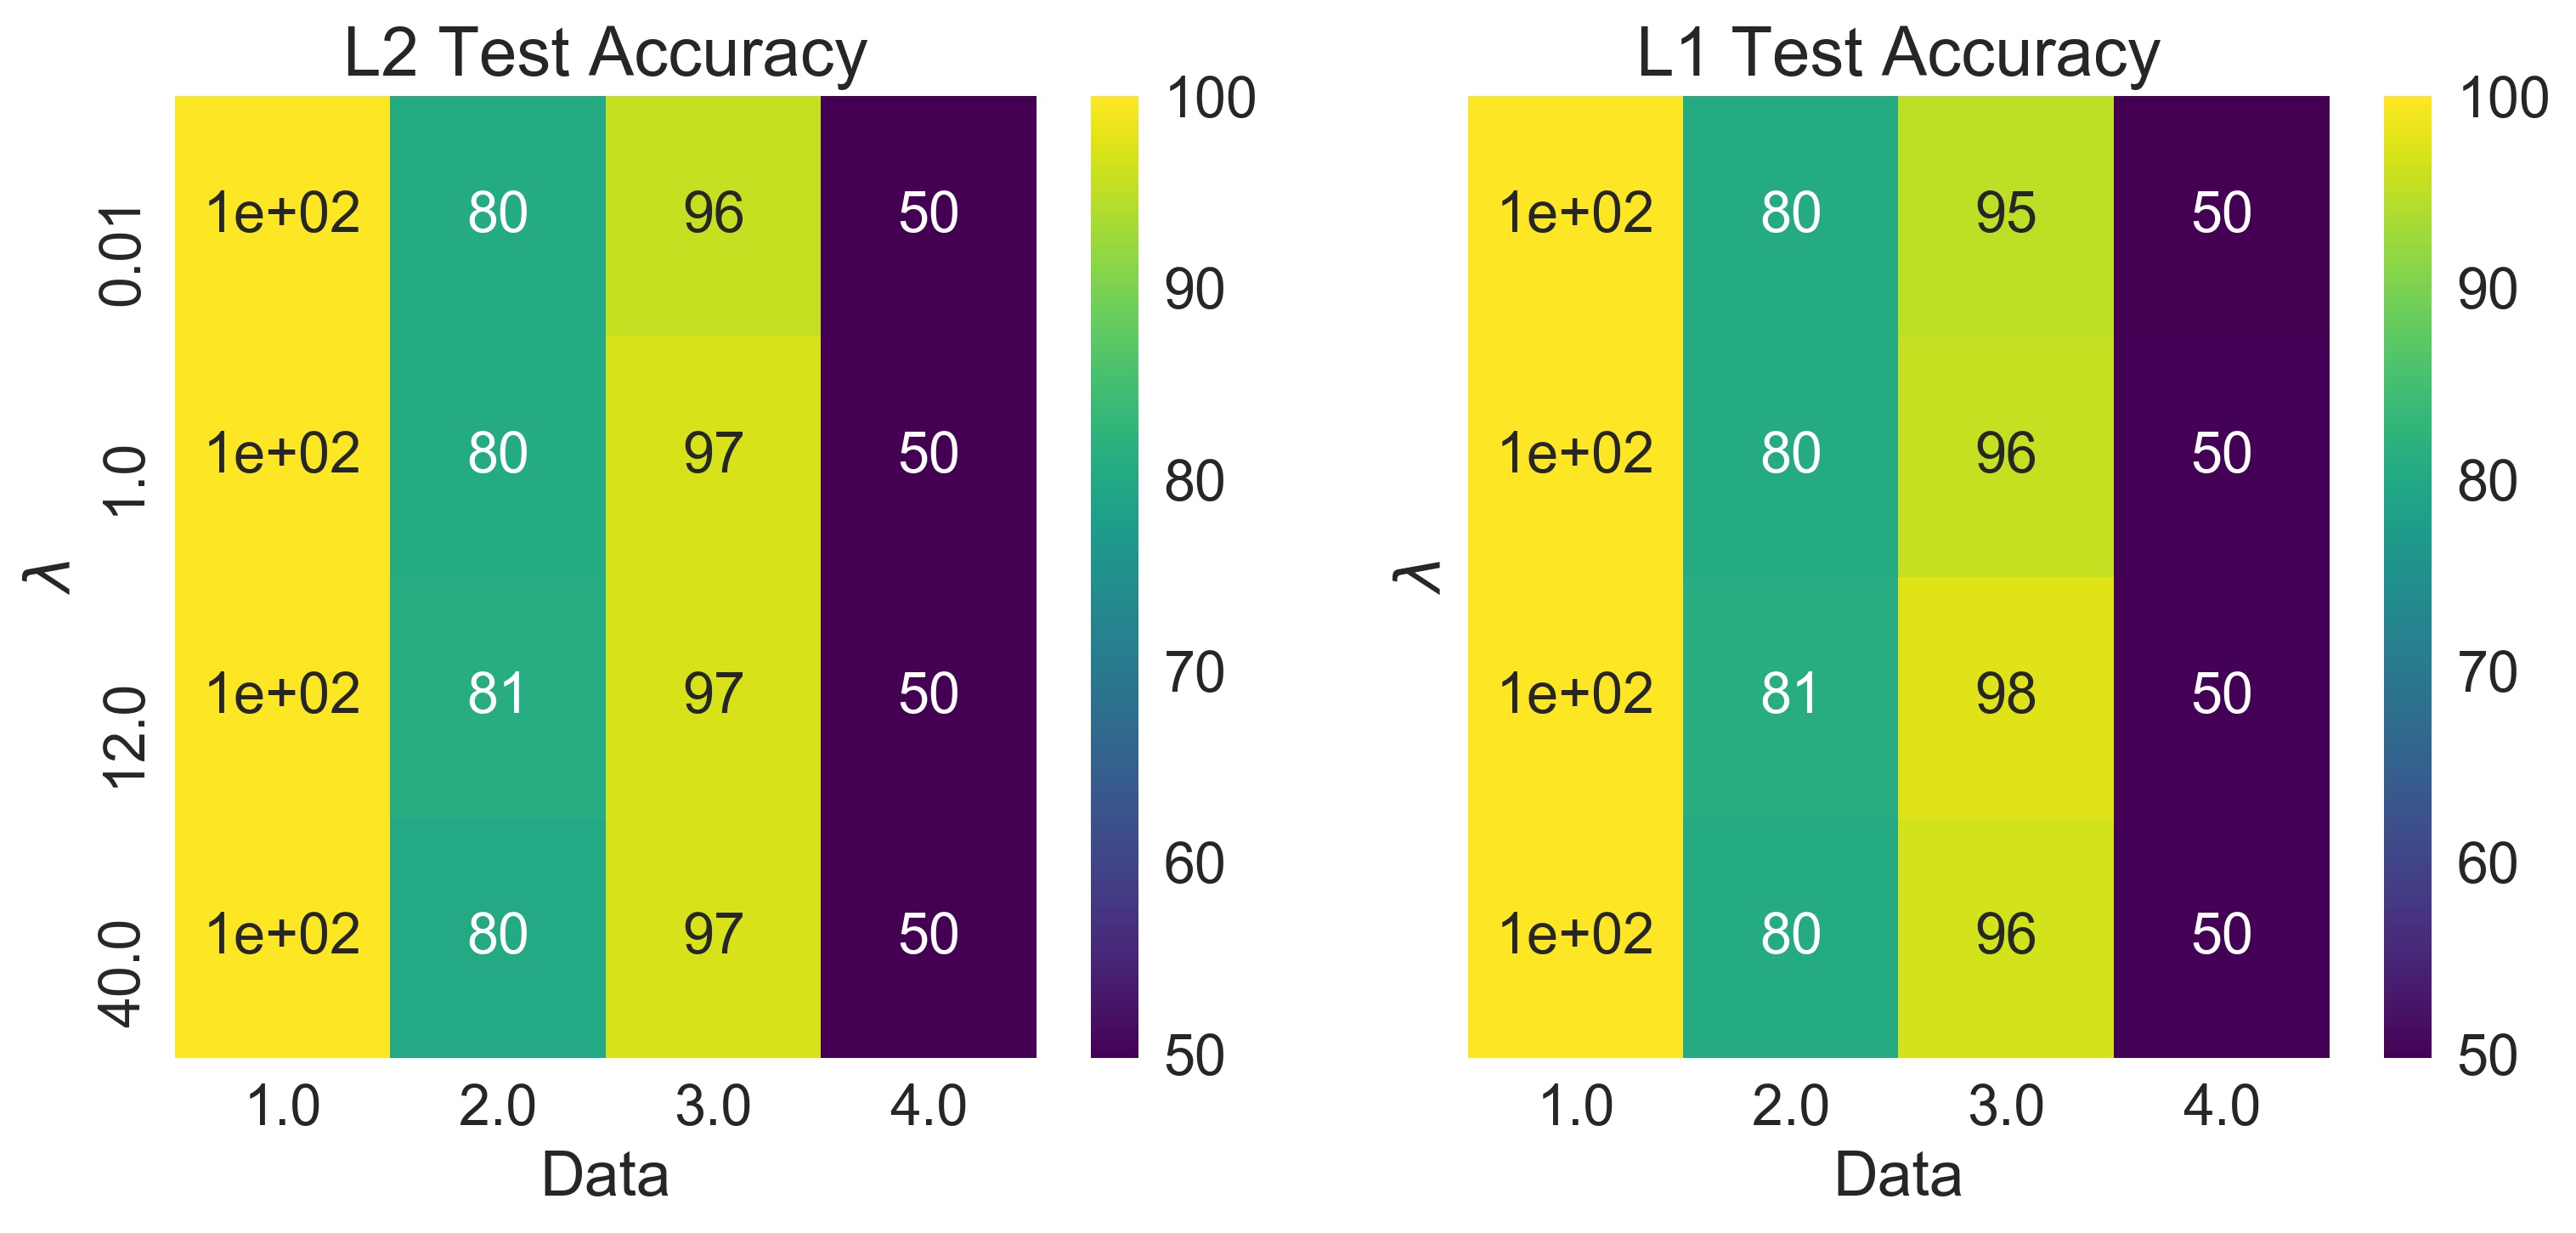 L2 Test Accuracy
λ
0.01 1e+02 80 96 50
1.0 1e+02 80 97 50
12.0 1e+02 81 97 50
40.0 1e+02 80 97 50
1.0 2.0 3.0 4.0
Data
100
90
80
70
60
50
L1 Test Accuracy
λ
1e+02 80 95 50
1e+02 80 96 50
1e+02 81 98 50
1e+02 80 96 50
1.0 2.0 3.0 4.0
Data
100
90
80
70
60
50